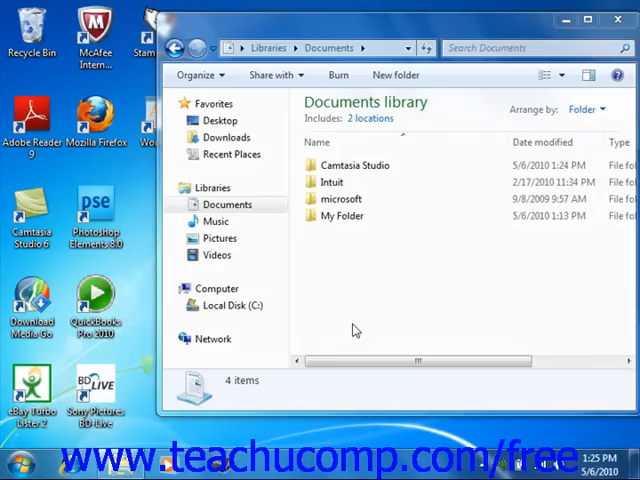 Recycle Bin
McAfee Intern...
Stam
Adobe Reader 9
Mozilla Firefox
Wo
Camtasia Studio 6
Photoshop Elements 8.0
pse
Download Media Go
QuickBooks Pro 2010
eBay Turbo Lister 2
BD LIVE
Sony Pictures BD-Live
Libraries
Documents
Search Documents
Organize
Share with
Burn
New folder
Favorites
Desktop
Downloads
Recent Places
Libraries
Documents
Music
Pictures
Videos
Computer
Local Disk (C:)
Network
Documents library
Includes: 2 locations
Arrange by: Folder
Name Date modified Type
Camtasia Studio 5/6/2010 1:24 PM File fo
Intuit 2/17/2010 11:34 PM File fo
microsoft 9/8/2009 9:57 AM File fo
My Folder 5/6/2010 1:13 PM File fo
4 items
www.teachucomp.com/free
1:25 PM
5/6/2010